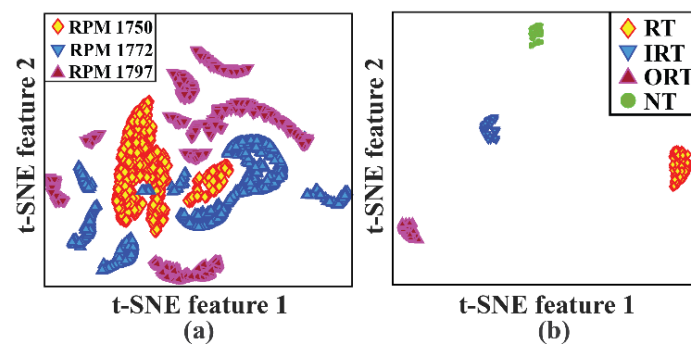 RPM 1750
RPM 1772
RPM 1797
t-SNE feature 2
t-SNE feature 1
(a)
RT
IRT
ORT
NT
t-SNE feature 2
t-SNE feature 1
(b)